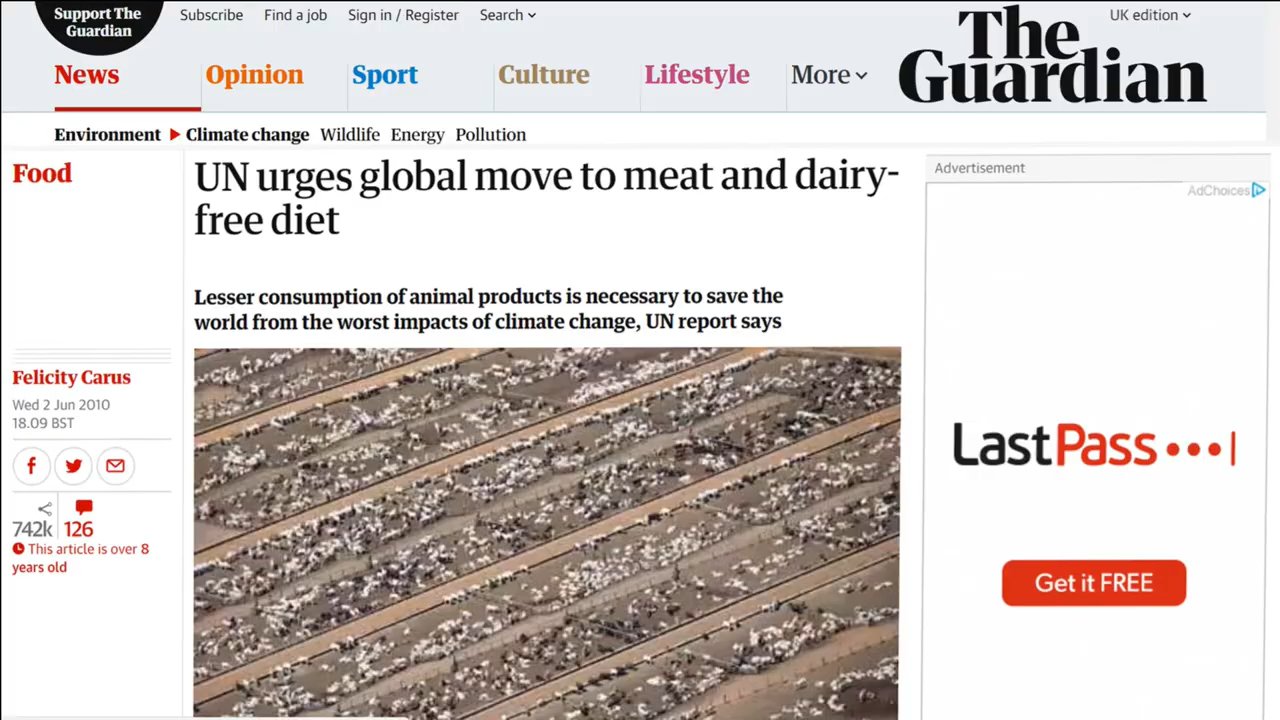 Support The
Guardian
Subscribe
Find a job
Sign in / Register
Search
UK edition
The
Guardian
News
Opinion
Sport
Culture
Lifestyle
More
Environment
Climate change
Wildlife
Energy
Pollution
Food
UN urges global move to meat and dairy-
free diet
Lesser consumption of animal products is necessary to save the
world from the worst impacts of climate change, UN report says
Felicity Carus
Wed 2 Jun 2010
18.09 BST
742k
126
This article is over 8
years old
Advertisement
AdChoices
LastPass
Get it FREE